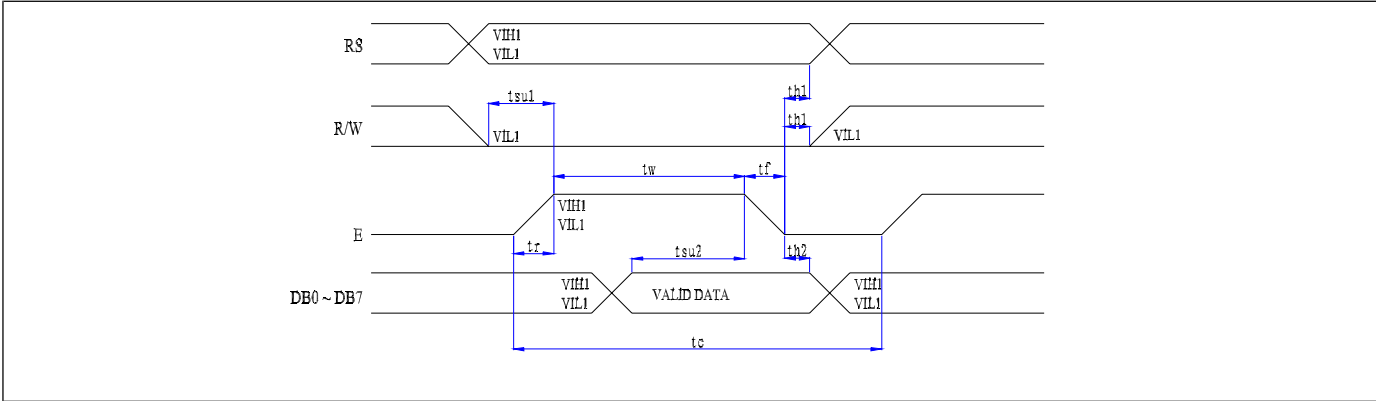 RS
VIH1
VIL1
th1
tsu1
R/W
VIL1
th1
VIL1
tw
tf
E
VIH1
VIL1
tr
tsu2
th2
DB0~DB7
VIH1
VIL1
VALID DATA
VIH1
VIL1
tc